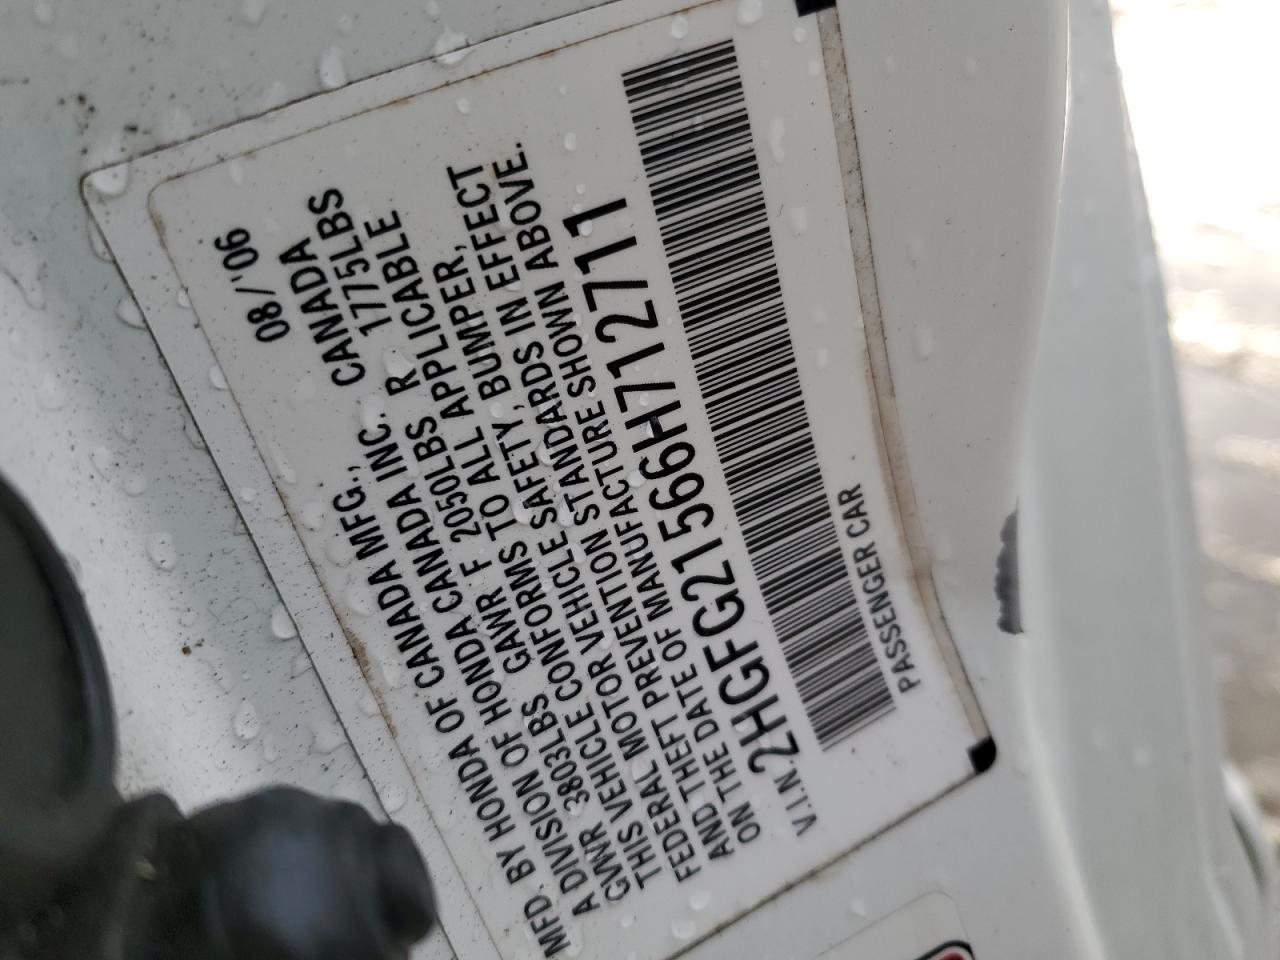 MFD. BY HONDA OF CANADA MFG., CANADA 08/'06
A DIVISION OF HONDA CANADA INC.
GVWR 3803LBS GAWR F 2050LBS R 1775LBS
THIS VEHICLE CONFORMS TO ALL APPLICABLE
FEDERAL MOTOR VEHICLE SAFETY, BUMPER,
AND THEFT PREVENTION STANDARDS IN EFFECT
ON THE DATE OF MANUFACTURE SHOWN ABOVE.
V.I.N. 2HGFG21566H712711
PASSENGER CAR